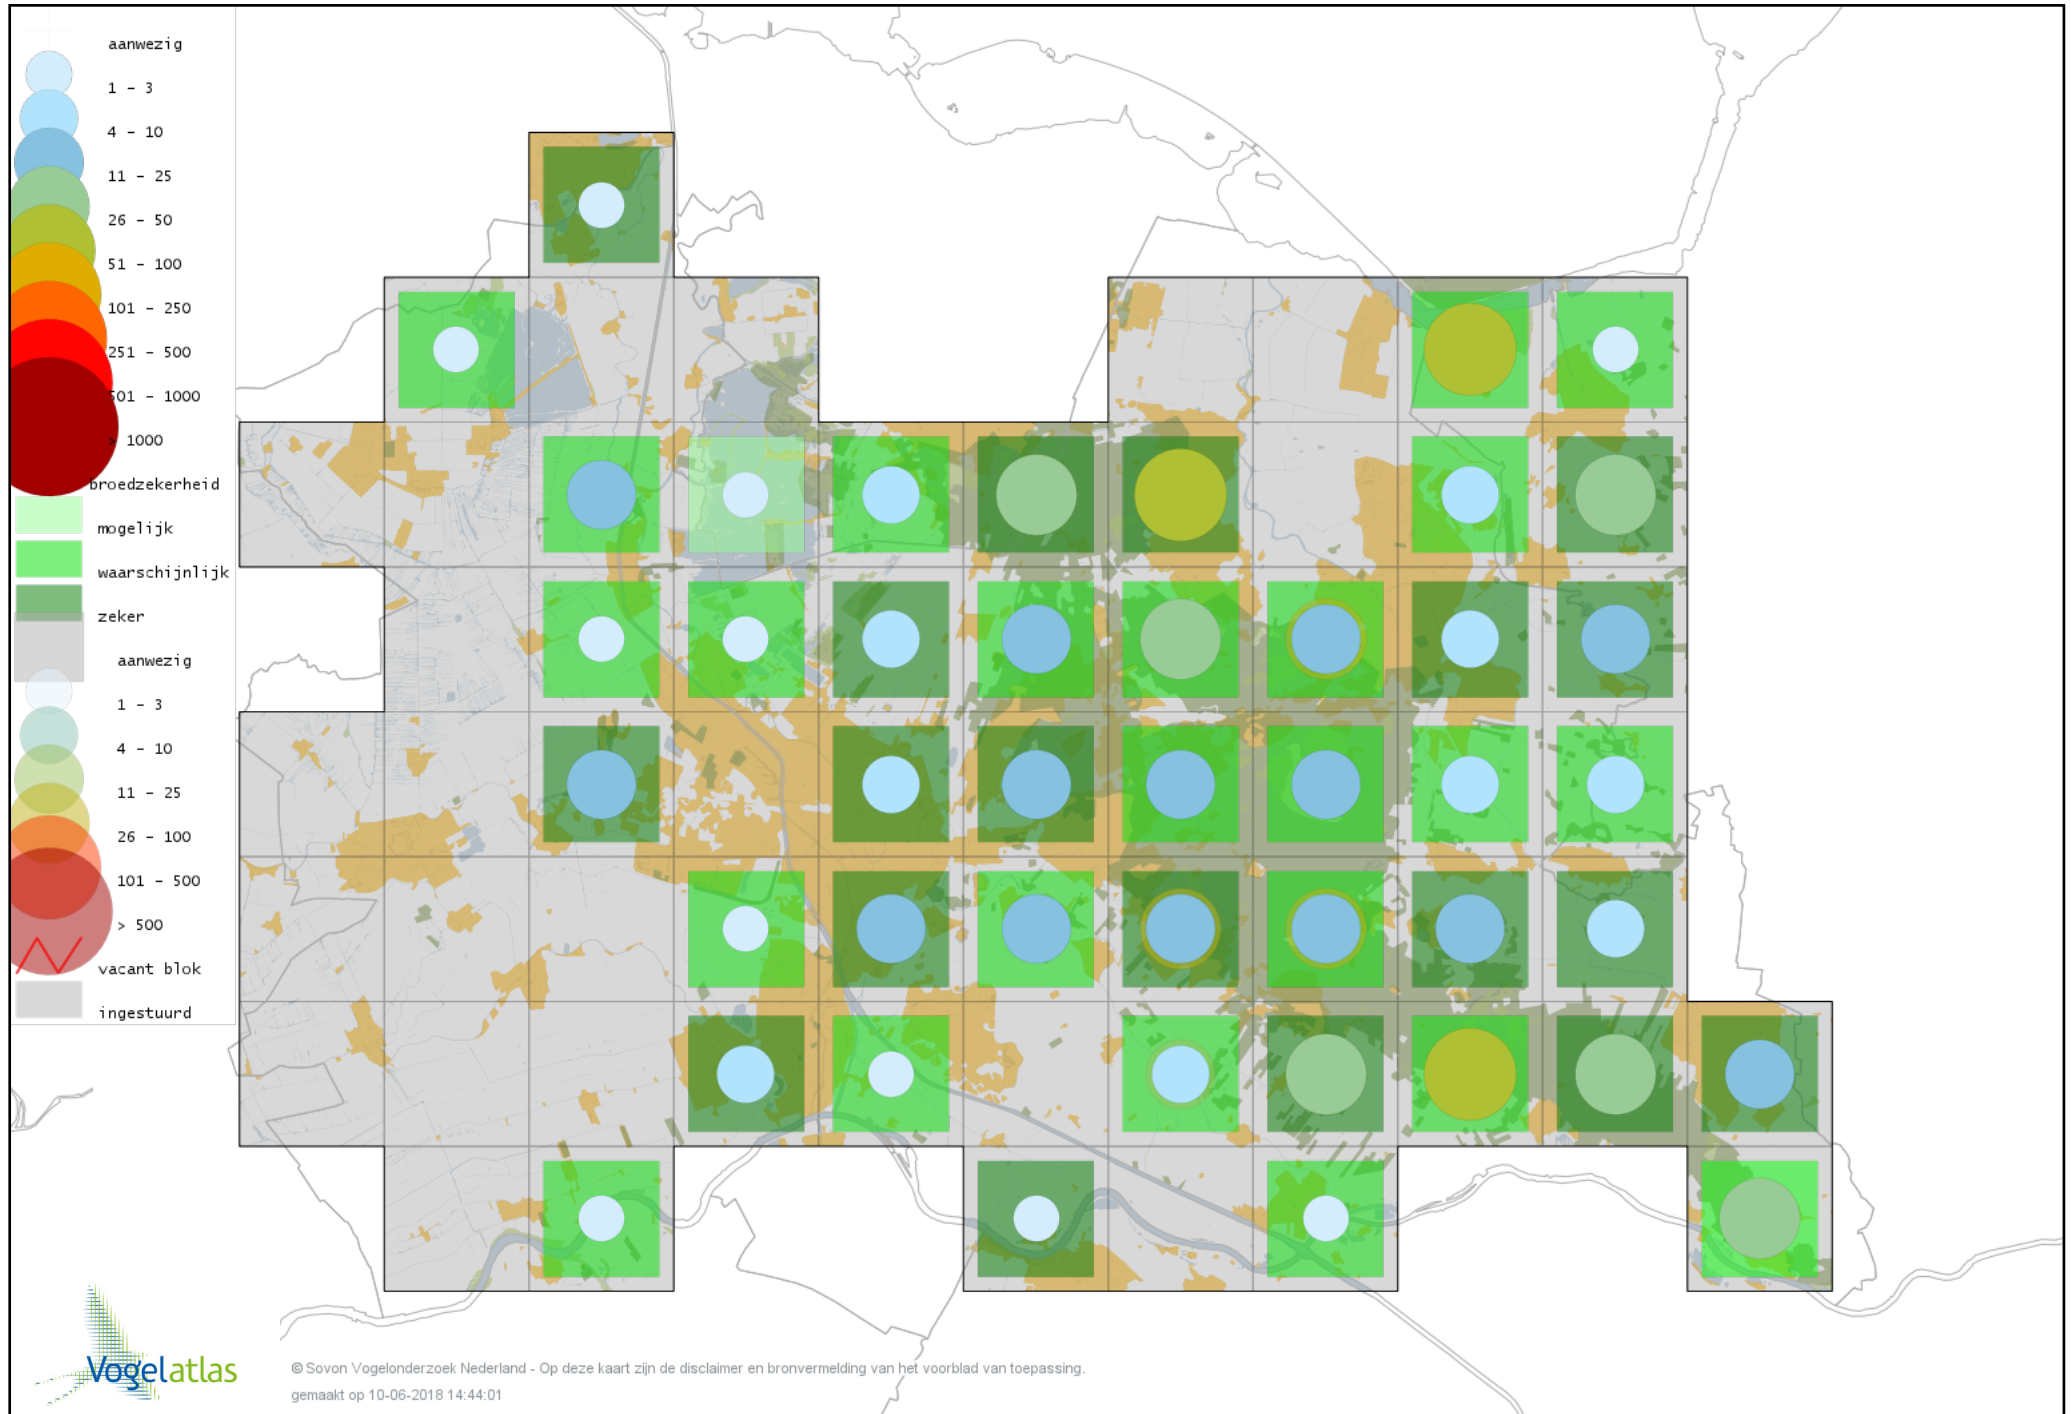 aanwezig
1 - 3
4 - 10
11 - 25
26 - 50
51 - 100
101 - 250
251 - 500
501 - 1000
> 1000
broedzekerheid
mogelijk
waarschijnlijk
zeker
aanwezig
1 - 3
4 - 10
11 - 25
26 - 100
101 - 500
> 500
vacant blok
ingestuurd
Vogelatlas
© Sovon Vogelonderzoek Nederland - Op deze kaart zijn de disclaimer en bronvermelding van het voorblad van toepassing.
gemaakt op 10-06-2018 14:44:01